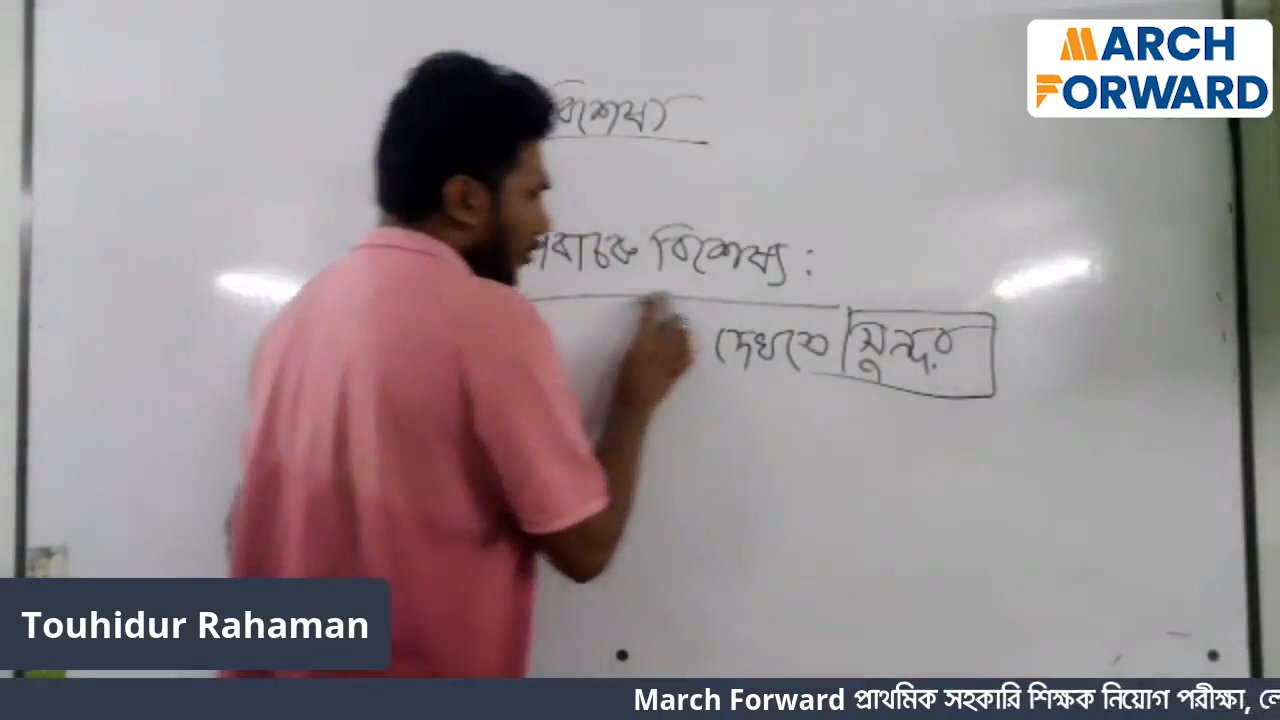 MARCH
FORWARD
বিশেষ্য
বিশেষ্য :
দেখতে সুন্দর
Touhidur Rahaman
March Forward প্রাথমিক সহকারি শিক্ষক নিয়োগ পরীক্ষা,